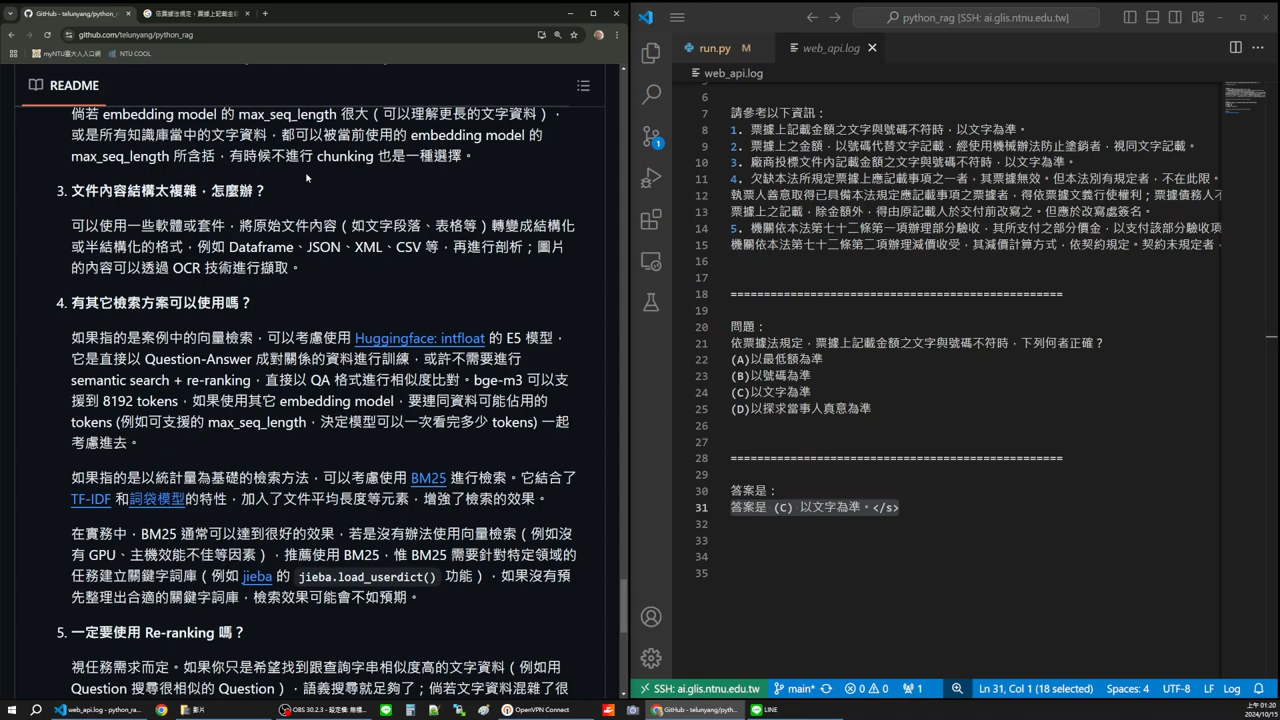 GitHub - telunyang/python_
依票據法規定，票據上記載金額
github.com/telunyang/python_rag
myNTU臺大人入口網
NTU COOL
README
倘若 embedding model 的 max_seq_length 很大（可以理解更長的文字資料），
或是所有知識庫當中的文字資料，都可以被當前使用的 embedding model 的
max_seq_length 所含括，有時候不進行 chunking 也是一種選擇。
3. 文件內容結構太複雜，怎麼辦？
可以使用一些軟體或套件，將原始文件內容（如文字段落、表格等）轉變成結構化
或半結構化的格式，例如 Dataframe、JSON、XML、CSV 等，再進行剖析；圖片
的內容可以透過 OCR 技術進行擷取。
4. 有其它檢索方案可以使用嗎？
如果指的是案例中的向量檢索，可以考慮使用 Huggingface: intfloat 的 E5 模型，
它是直接以 Question-Answer 成對關係的資料進行訓練，或許不需要進行
semantic search + re-ranking，直接以 QA 格式進行相似度比對。bge-m3 可以支
援到 8192 tokens，如果使用其它 embedding model，要連同資料可能佔用的
tokens (例如可支援的 max_seq_length，決定模型可以一次看完多少 tokens) 一起
考慮進去。
如果指的是以統計量為基礎的檢索方法，可以考慮使用 BM25 進行檢索。它結合了
TF-IDF 和詞袋模型的特性，加入了文件平均長度等元素，增強了檢索的效果。
在實務中，BM25 通常可以達到很好的效果，若是沒有辦法使用向量檢索（例如沒
有 GPU、主機效能不佳等因素），推薦使用 BM25，惟 BM25 需要針對特定領域的
任務建立關鍵字詞庫（例如 jieba 的 jieba.load_userdict() 功能），如果沒有預
先整理出合適的關鍵字詞庫，檢索效果可能會不如預期。
5. 一定要使用 Re-ranking 嗎？
視任務需求而定。如果你只是希望找到跟查詢字串相似度高的文字資料（例如用
Question 搜尋很相似的 Question），語義搜尋就足夠了；倘若文字資料混雜了很
python_rag [SSH: ai.glis.ntnu.edu.tw]
run.py M
web_api.log
web_api.log
6
7 請參考以下資訊：
8 1. 票據上記載金額之文字與號碼不符時，以文字為準。
9 2. 票據上之金額，以號碼代替文字記載，經使用機械辦法防止塗銷者，視同文字記載。
10 3. 廠商投標文件內記載金額之文字與號碼不符時，以文字為準。
11 4. 欠缺本法所規定票據上應記載事項之一者，其票據無效。但本法別有規定者，不在此限。
12 執票人善意取得已具備本法規定應記載事項之票據者，得依票據文義行使權利；票據債務人不
13 票據上之記載，除金額外，得由原記載人於交付前改寫之。但應於改寫處簽名。
14 5. 機關依本法第七十二條第一項辦理部分驗收，其所支付之部分價金，以支付該部分驗收項
15 機關依本法第七十二條第二項辦理減價收受，其減價計算方式，依契約規定。契約未規定者，
16
17
18 ==================================================
19
20 問題：
21 依票據法規定，票據上記載金額之文字與號碼不符時，下列何者正確？
22 (A)以最低額為準
23 (B)以號碼為準
24 (C)以文字為準
25 (D)以探求當事人真意為準
26
27
28 ==================================================
29
30 答案是：
31 答案是 (C) 以文字為準。</s>
32
33
34
35
1
SSH: ai.glis.ntnu.edu.tw
main*
0 0
1
Ln 31, Col 1 (18 selected)
Spaces: 4
UTF-8
LF
Log
web_api.log - python_ra...
影片
OBS 30.2.3 - 設定檔: 無標...
OpenVPN Connect
GitHub - telunyang/p...
LINE
上午 01:20
2024/10/15